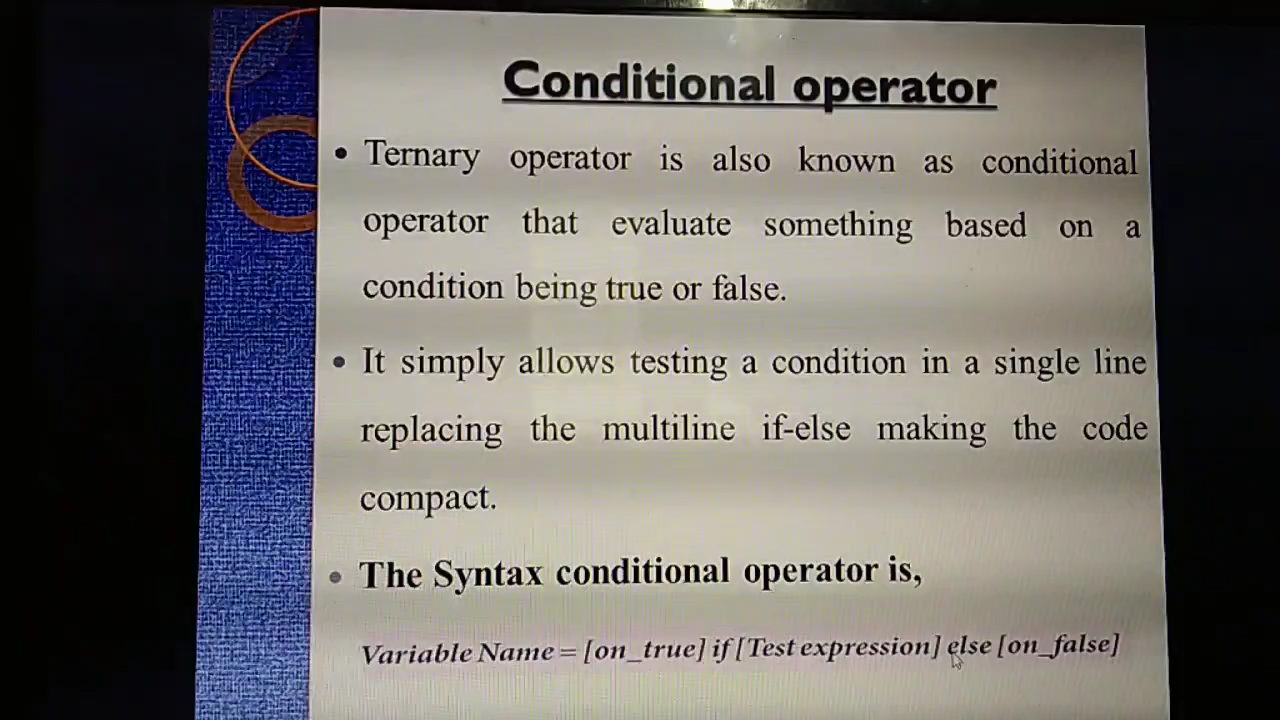 Conditional operator
• Ternary operator is also known as conditional
operator that evaluate something based on a
condition being true or false.
• It simply allows testing a condition in a single line
replacing the multiline if-else making the code
compact.
• The Syntax conditional operator is,
Variable Name = [on_true] if [Test expression] else [on_false]